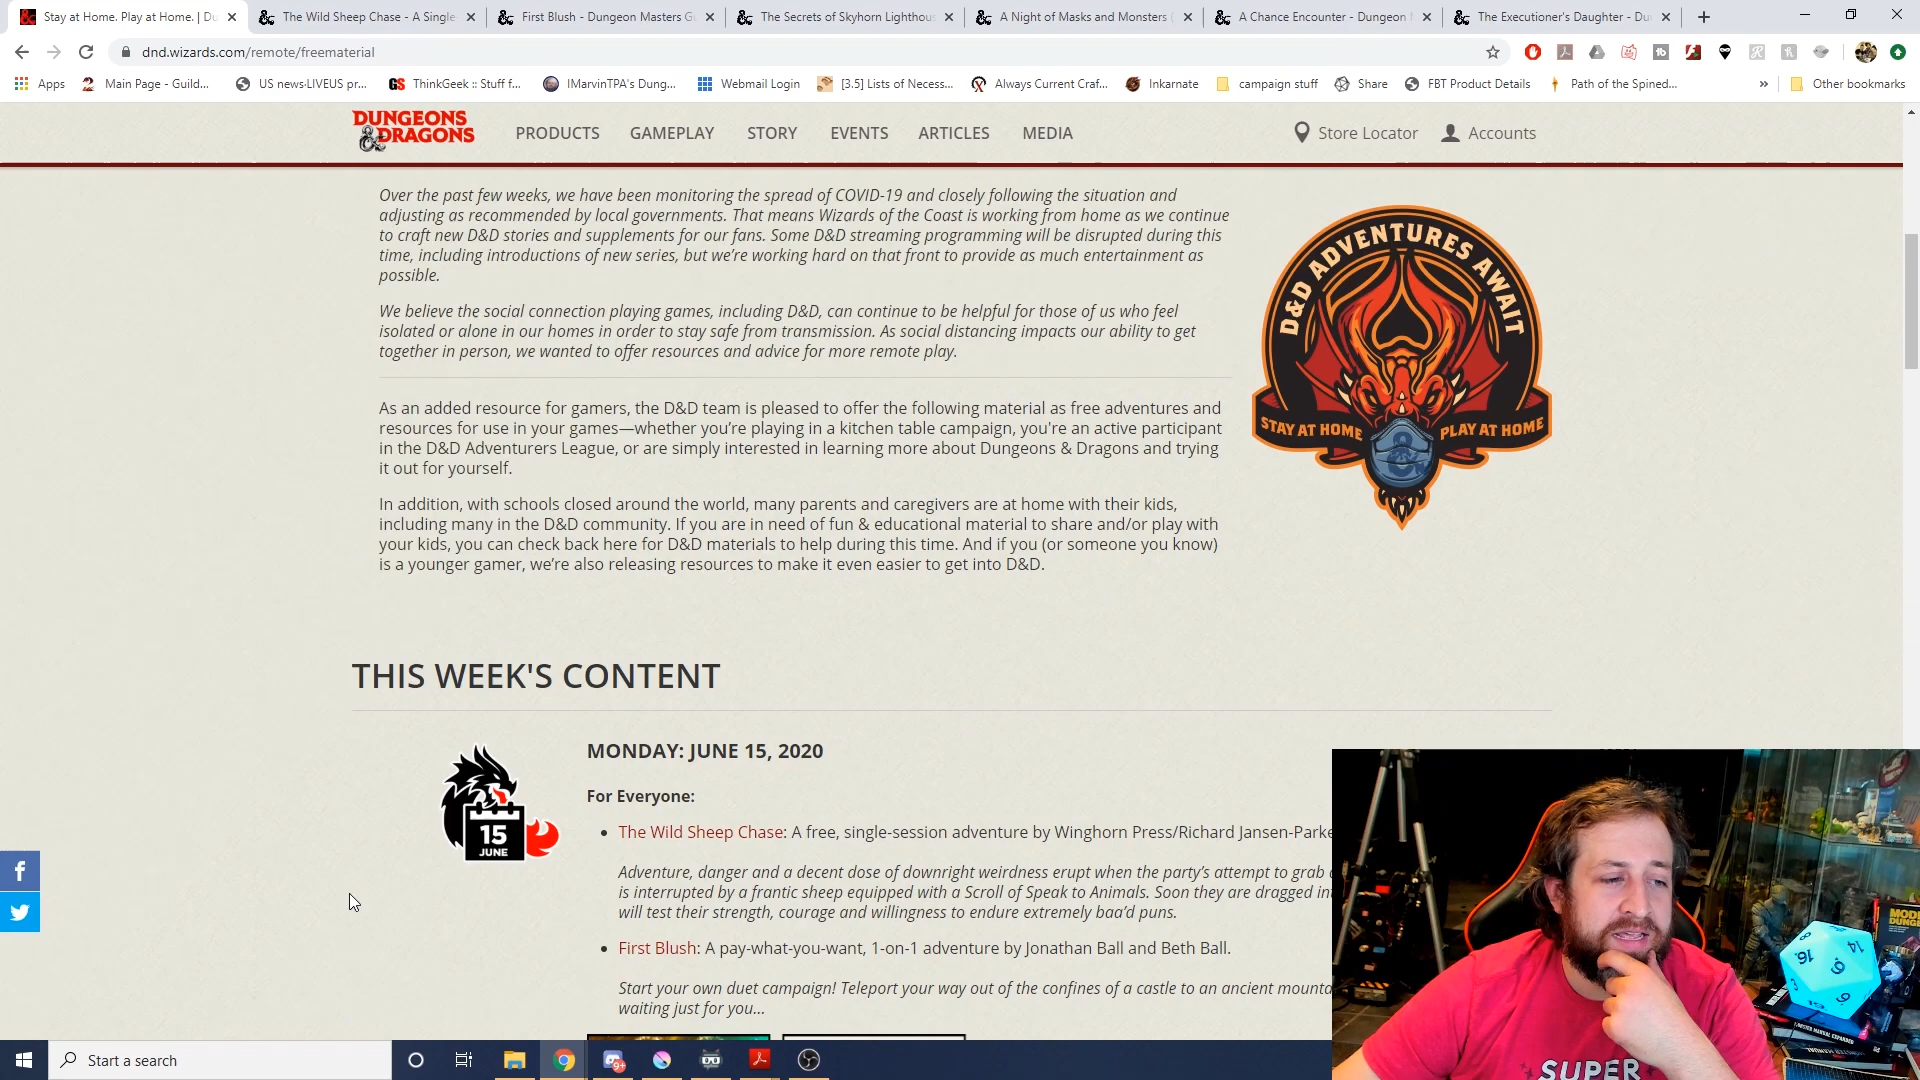 Stay at Home. Play at Home. | Du
The Wild Sheep Chase - A Single
First Blush - Dungeon Masters G
The Secrets of Skyhorn Lighthous
A Night of Masks and Monsters (
A Chance Encounter - Dungeon
The Executioner's Daughter - Du
dnd.wizards.com/remote/freematerial
Apps
Main Page - Guild...
US news·LIVEUS pr...
GS
ThinkGeek :: Stuff f...
IMarvinTPA's Dung...
Webmail Login
[3.5] Lists of Necess...
Always Current Craf...
Inkarnate
campaign stuff
Share
FBT Product Details
Path of the Spined...
»
Other bookmarks
DUNGEONS & DRAGONS
PRODUCTS
GAMEPLAY
STORY
EVENTS
ARTICLES
MEDIA
Store Locator
Accounts
Over the past few weeks, we have been monitoring the spread of COVID-19 and closely following the situation and
adjusting as recommended by local governments. That means Wizards of the Coast is working from home as we continue
to craft new D&D stories and supplements for our fans. Some D&D streaming programming will be disrupted during this
time, including introductions of new series, but we're working hard on that front to provide as much entertainment as
possible.
We believe the social connection playing games, including D&D, can continue to be helpful for those of us who feel
isolated or alone in our homes in order to stay safe from transmission. As social distancing impacts our ability to get
together in person, we wanted to offer resources and advice for more remote play.
D&D ADVENTURES AWAIT
STAY AT HOME
PLAY AT HOME
As an added resource for gamers, the D&D team is pleased to offer the following material as free adventures and
resources for use in your games—whether you're playing in a kitchen table campaign, you're an active participant
in the D&D Adventurers League, or are simply interested in learning more about Dungeons & Dragons and trying
it out for yourself.
In addition, with schools closed around the world, many parents and caregivers are at home with their kids,
including many in the D&D community. If you are in need of fun & educational material to share and/or play with
your kids, you can check back here for D&D materials to help during this time. And if you (or someone you know)
is a younger gamer, we're also releasing resources to make it even easier to get into D&D.
THIS WEEK'S CONTENT
15
JUNE
MONDAY: JUNE 15, 2020
For Everyone:
• The Wild Sheep Chase: A free, single-session adventure by Winghorn Press/Richard Jansen-Parke
Adventure, danger and a decent dose of downright weirdness erupt when the party's attempt to grab
is interrupted by a frantic sheep equipped with a Scroll of Speak to Animals. Soon they are dragged in
will test their strength, courage and willingness to endure extremely baa'd puns.
• First Blush: A pay-what-you-want, 1-on-1 adventure by Jonathan Ball and Beth Ball.
Start your own duet campaign! Teleport your way out of the confines of a castle to an ancient mounta
waiting just for you...
SUPER
8
14
16
6
Start a search
9+